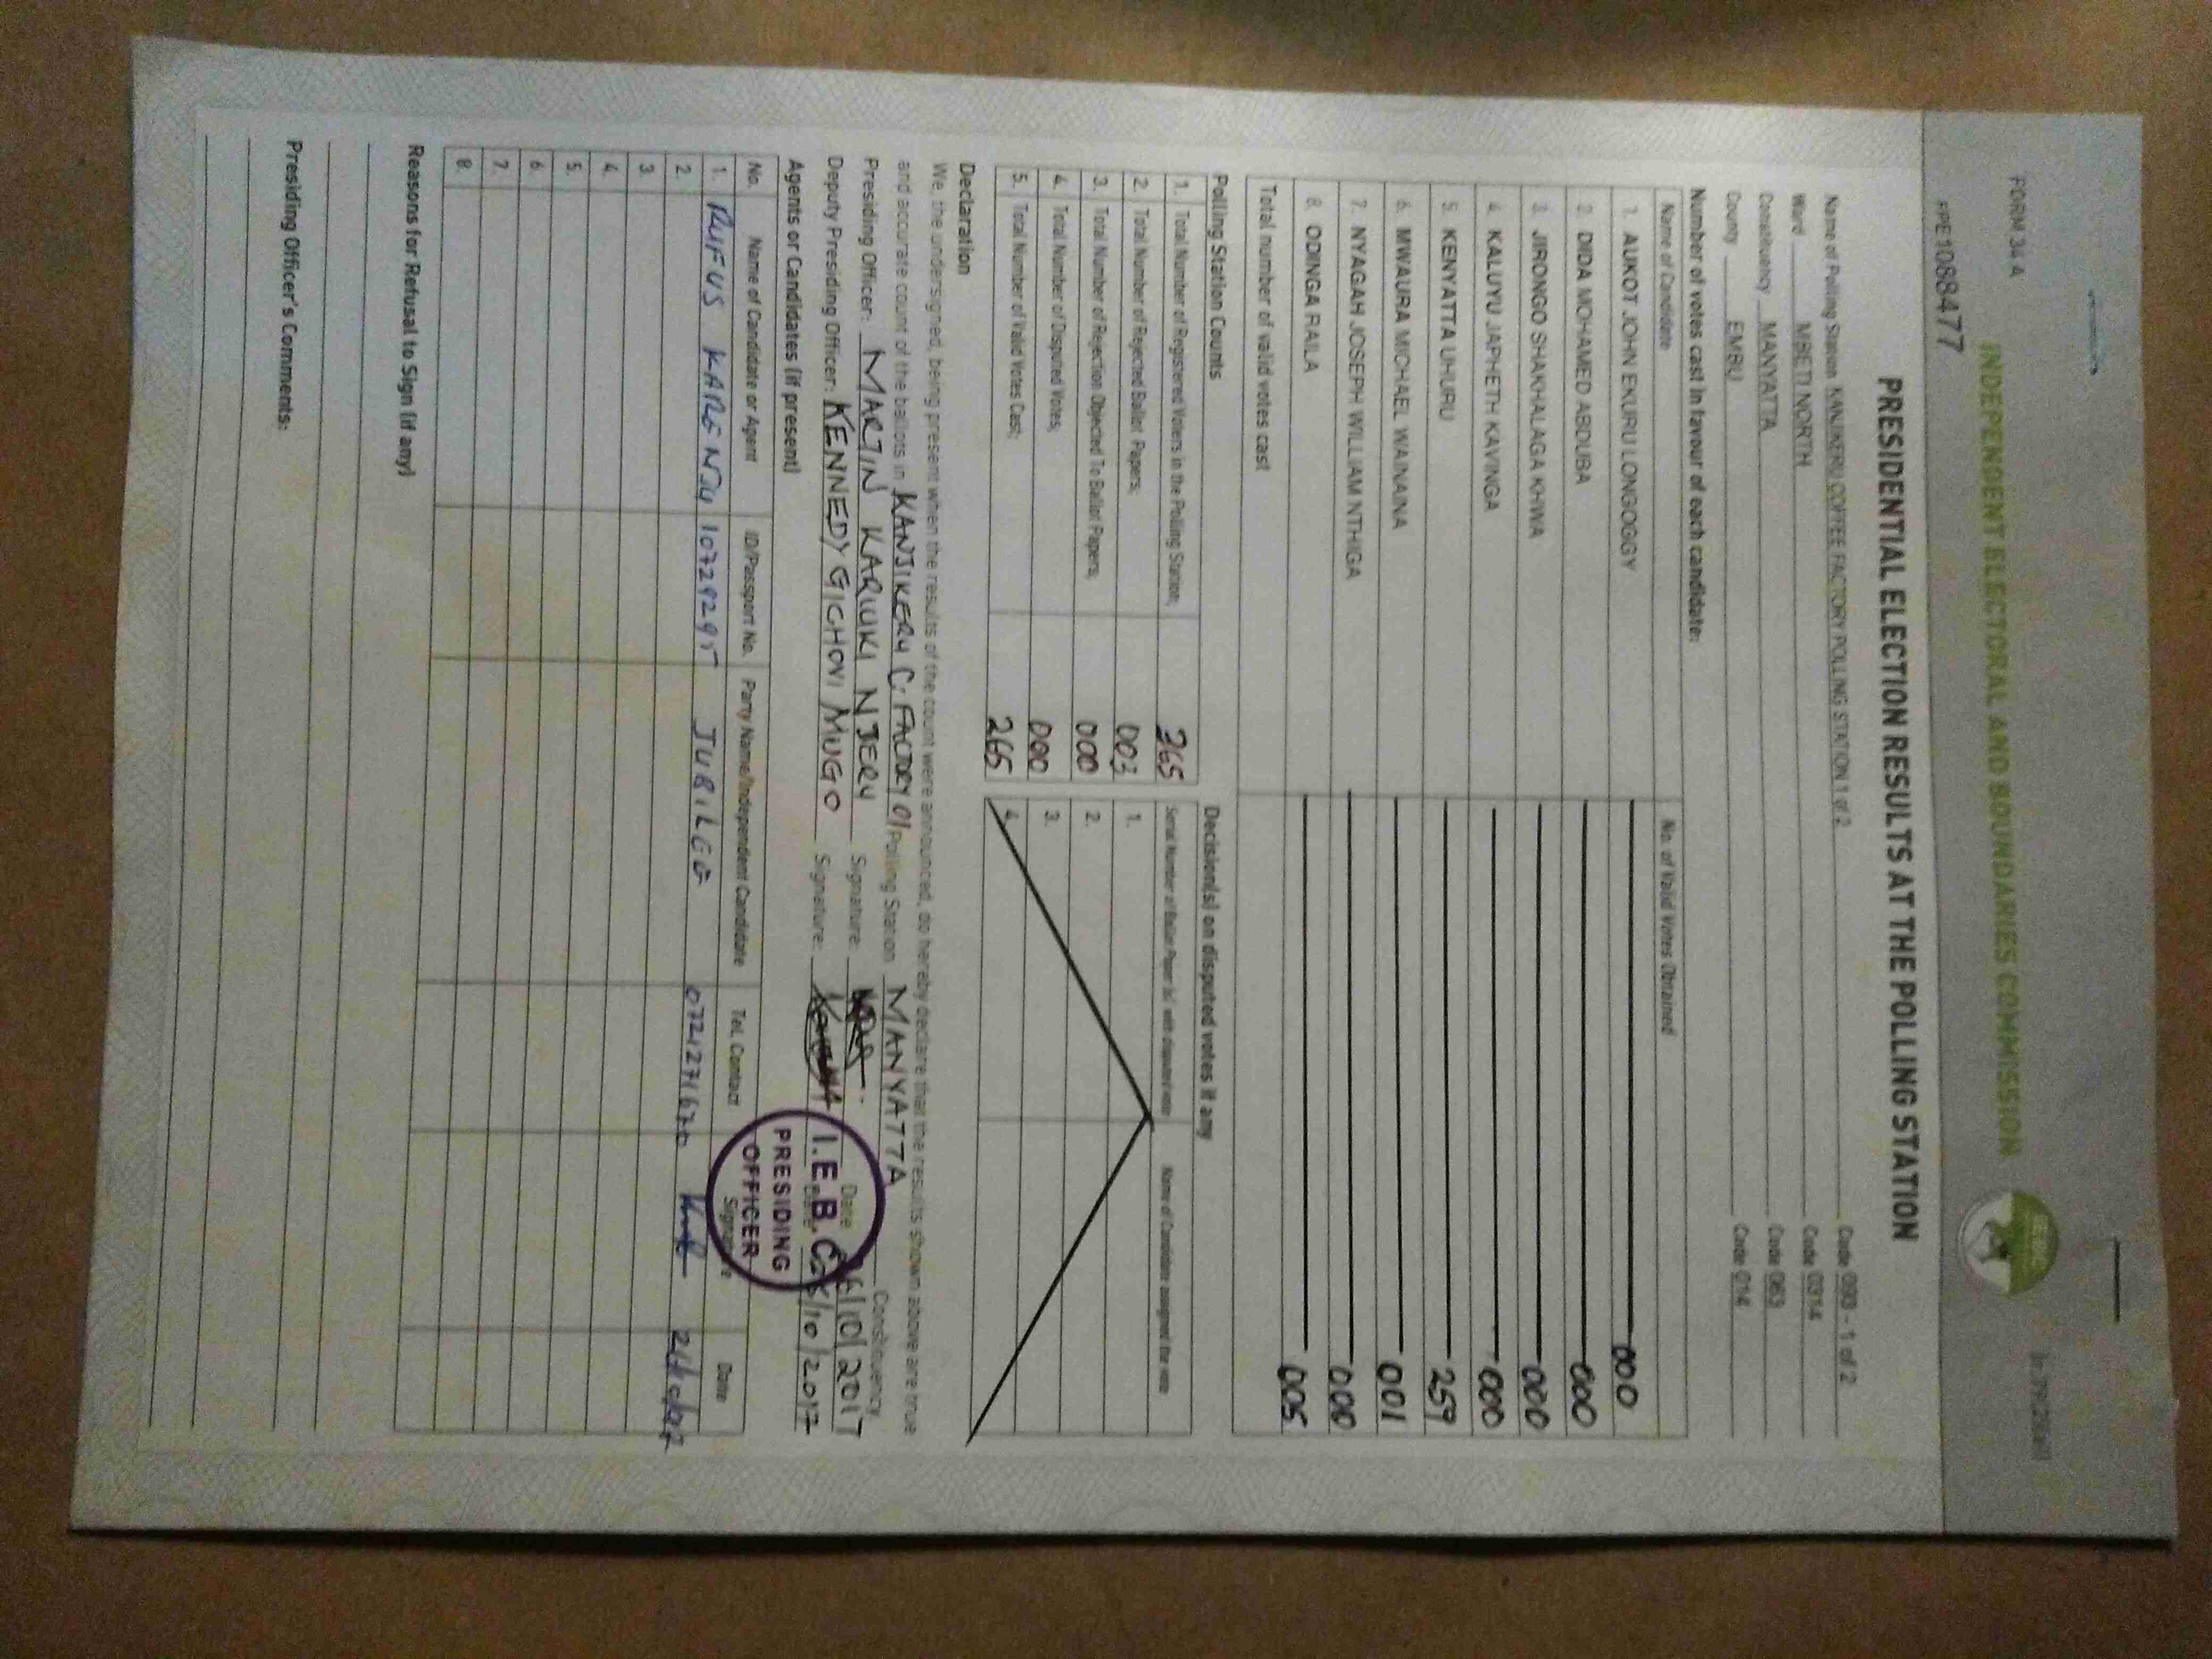 FORM 34 A
INDEPENDENT ELECTORAL AND BOUNDARIES COMMISSION
FPE1088477
PRESIDENTIAL ELECTION RESULTS AT THE POLLING STATION
Name of Polling Station KANJIKERU COFFEE FACTORY POLLING STATION 1 of 2 Code 093 - 1 of 2
Ward MBETI NORTH Code 0314
Constituency MANYATTA Code 063
County EMBU Code 014
Number of votes cast in favour of each candidate:
Name of Candidate No. of Valid Votes Obtained
1. AUKOT JOHN EKURU LONGOGGY 000
2. DIDA MOHAMED ABDUBA 000
3. JIRONGO SHAKHALAGA KHWA 000
4. KALUYU JAPHETH KAVINGA 000
5. KENYATTA UHURU 259
6. MWAURA MICHAEL WAINAINA 001
7. NYAGAH JOSEPH WILLIAM NTHIGA 000
8. ODINGA RAILA 005
Total number of valid votes cast
Polling Station Counts
1. Total Number of Registered Voters in the Polling Station; 365
2. Total Number of Rejected Ballot Papers; 003
3. Total Number of Rejection Objected To Ballot Papers; 000
4. Total Number of Disputed Votes; 000
5. Total Number of Valid Votes Cast; 265
Decision(s) on disputed votes if any
Serial Number of Ballot Paper (s) with disputed vote Name of Candidate assigned the vote
1.
2.
3.
4.
Declaration
We, the undersigned, being present when the results of the count were announced, do hereby declare that the results shown above are true
and accurate count of the ballots in KANJIKERU C. FACTORY 01 Polling Station MANYATTA Constituency
Presiding Officer: MARTIN KARIUKI NJERU Signature: Date 26/10/2017
Deputy Presiding Officer: KENNEDY GICHOVI MUGO Signature: 26/10/2017
I.E.B.C.
PRESIDING
OFFICER
Agents or Candidates (if present)
No. Name of Candidate or Agent ID/Passport No. Party Name/Independent Candidate Tel. Contact Signature Date
1. RUFUS KARENJU 10729295 JUBILEE
2.
3.
4.
5.
6.
7.
8.
Reasons for Refusal to Sign (if any)
Presiding Officer's Comments: